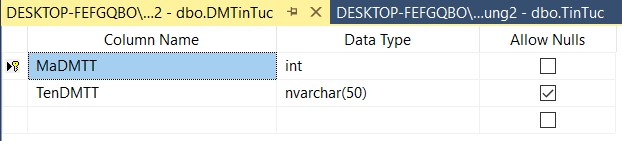 DESKTOP-FEFGQBO\...2 - dbo.DMTinTuc DESKTOP-FEFGQBO\...ung2 - dbo.TinTuc
Column Name Data Type Allow Nulls
MaDMTT int
TenDMTT nvarchar(50)